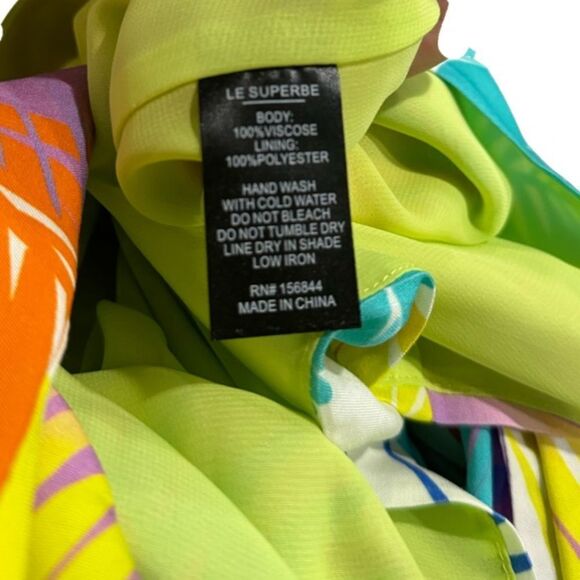 LE SUPERBE
BODY:
100%VISCOSE
LINING:
100%POLYESTER
HAND WASH
WITH COLD WATER
DO NOT BLEACH
DO NOT TUMBLE DRY
LINE DRY IN SHADE
LOW IRON
RN# 156844
MADE IN CHINA